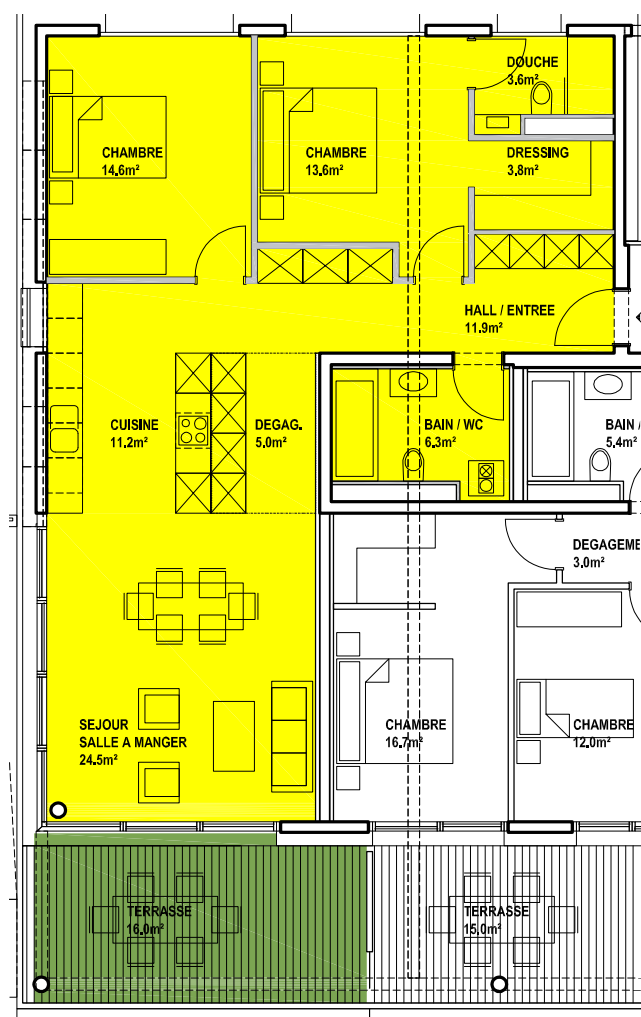 DOUCHE
3.6m²
CHAMBRE
14.6m²
CHAMBRE
13.6m²
DRESSING
3.8m²
HALL / ENTREE
11.9m²
CUISINE
11.2m²
DEGAG.
5.0m²
BAIN / WC
6.3m²
BAIN /
5.4m²
DEGAGEME
3.0m²
SEJOUR
SALLE A MANGER
24.5m²
CHAMBRE
16.7m²
CHAMBRE
12.0m²
TERRASSE
16.0m²
TERRASSE
15.0m²